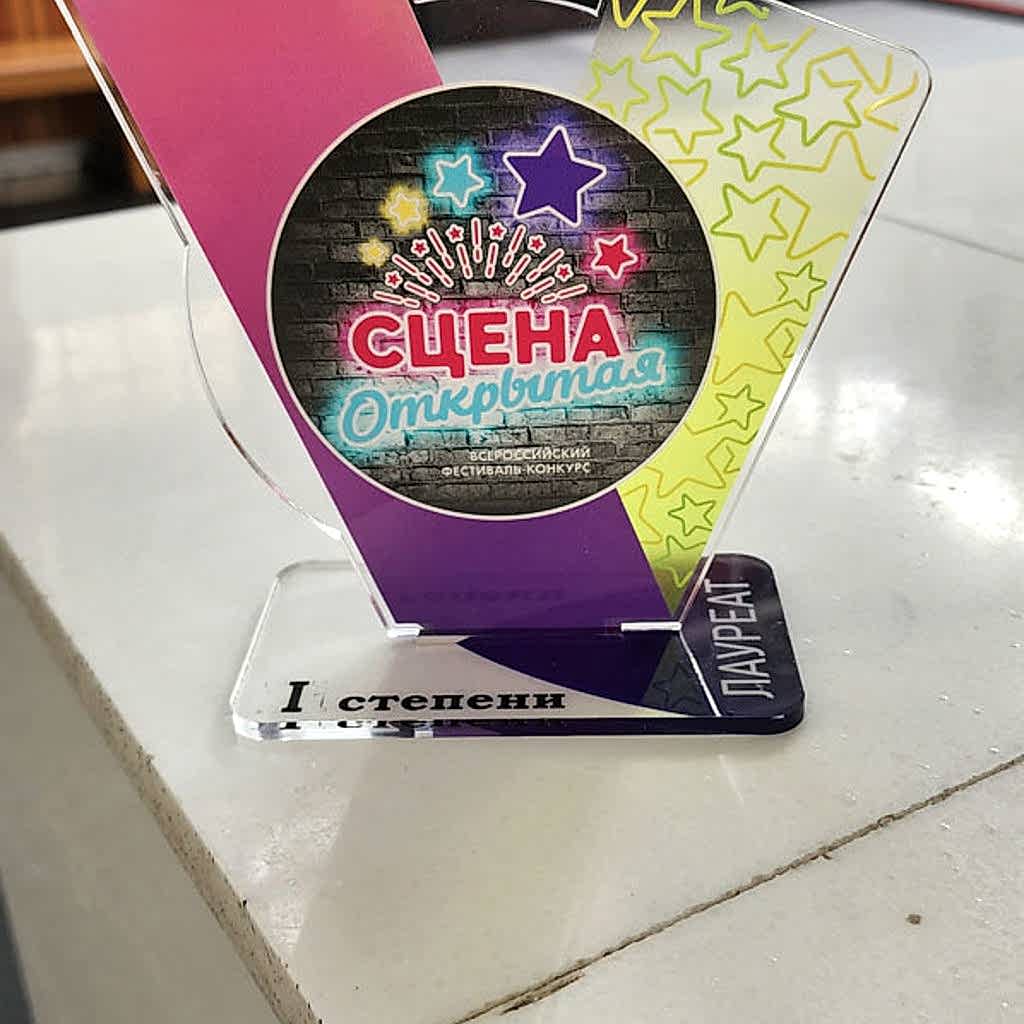 СЦЕНА
Открытая
ВСЕРОССИЙСКИЙ
ФЕСТИВАЛЬ-КОНКУРС
ЛАУРЕАТ
I степени